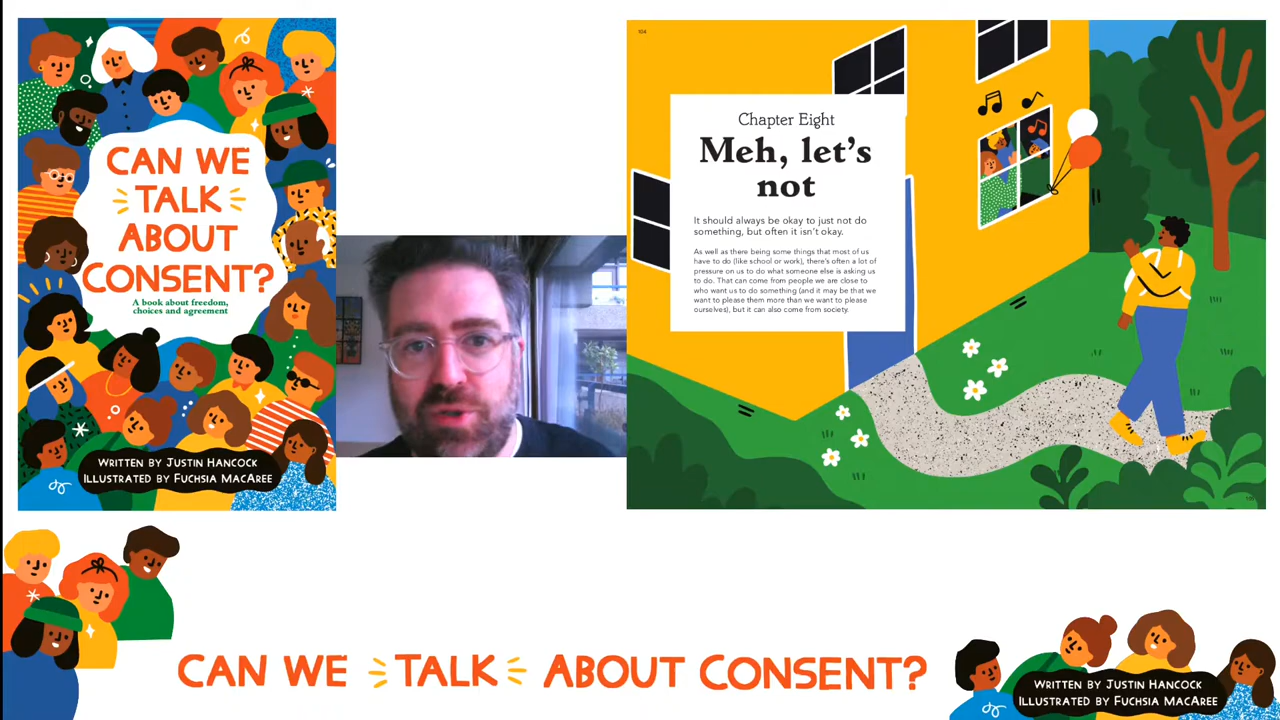 CAN WE
TALK
ABOUT
CONSENT?
A book about freedom,
choices and agreement
WRITTEN BY JUSTIN HANCOCK
ILLUSTRATED BY FUCHSIA MACAREE
104
Chapter Eight
Meh, let's
not
It should always be okay to just not do
something, but often it isn't okay.
As well as there being some things that most of us
have to do (like school or work), there's often a lot of
pressure on us to do what someone else is asking us
to do. That can come from people we are close to
who want us to do something (and it may be that we
want to please them more than we want to please
ourselves), but it can also come from society.
CAN WE TALK ABOUT CONSENT?
WRITTEN BY JUSTIN HANCOCK
ILLUSTRATED BY FUCHSIA MACAREE